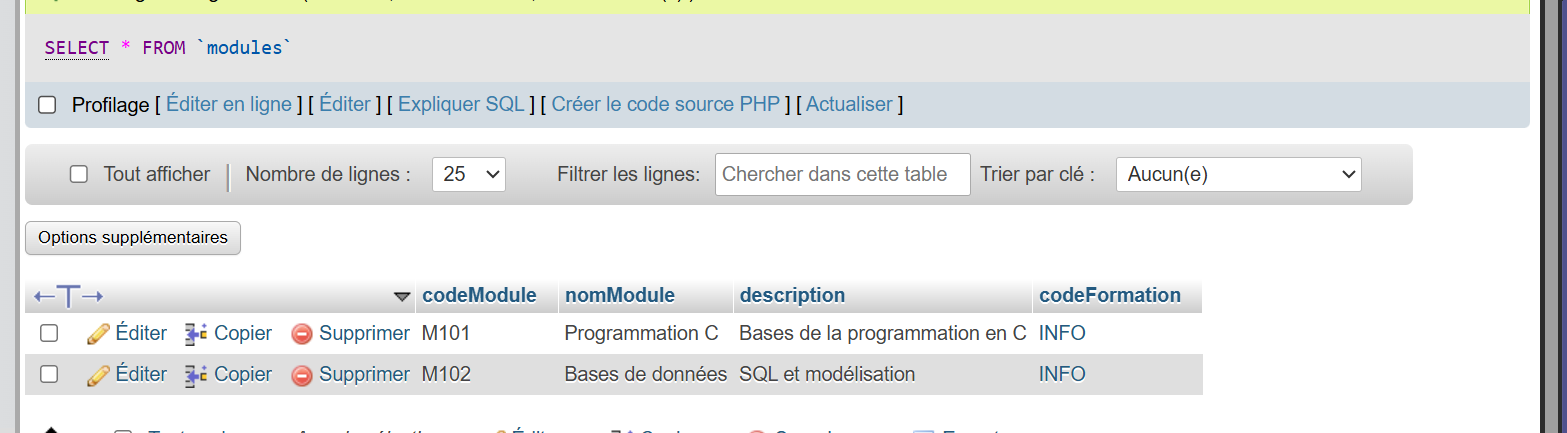 SELECT * FROM `modules`
Profilage [ Éditer en ligne ] [ Éditer ] [ Expliquer SQL ] [ Créer le code source PHP ] [ Actualiser ]
Tout afficher | Nombre de lignes : 25 Filtrer les lignes: Chercher dans cette table Trier par clé : Aucun(e)
Options supplémentaires
←T→ codeModule nomModule description codeFormation
Éditer Copier Supprimer M101 Programmation C Bases de la programmation en C INFO
Éditer Copier Supprimer M102 Bases de données SQL et modélisation INFO